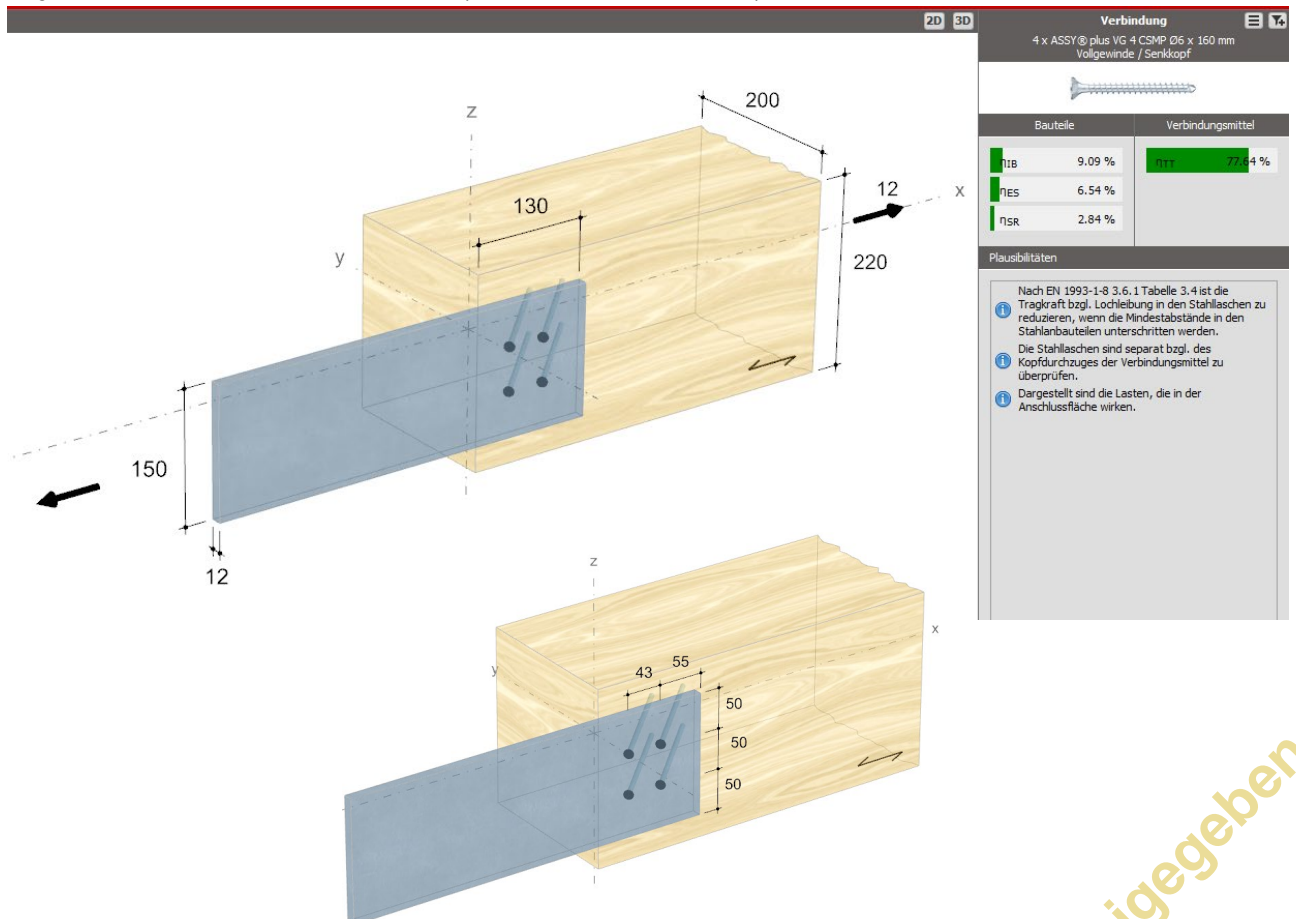 2D 3D
Verbindung
4 x ASSY® plus VG 4 CSMP Ø6 x 160 mm
Vollgewinde / Senkkopf
Bauteile Verbindungsmittel
ηIB 9.09 % ηTT 77.64 %
ηES 6.54 %
ηSR 2.84 %
Plausibilitäten
Nach EN 1993-1-8 3.6.1 Tabelle 3.4 ist die
Tragkraft bzgl. Lochleibung in den Stahllaschen zu
reduzieren, wenn die Mindestabstände in den
Stahlanbauteilen unterschritten werden.
Die Stahllaschen sind separat bzgl. des
Kopfdurchzuges der Verbindungsmittel zu
überprüfen.
Dargestellt sind die Lasten, die in der
Anschlussfläche wirken.
z
200
130
12
x
y
220
150
12
z
x
y
43
55
50
50
50
igegeben